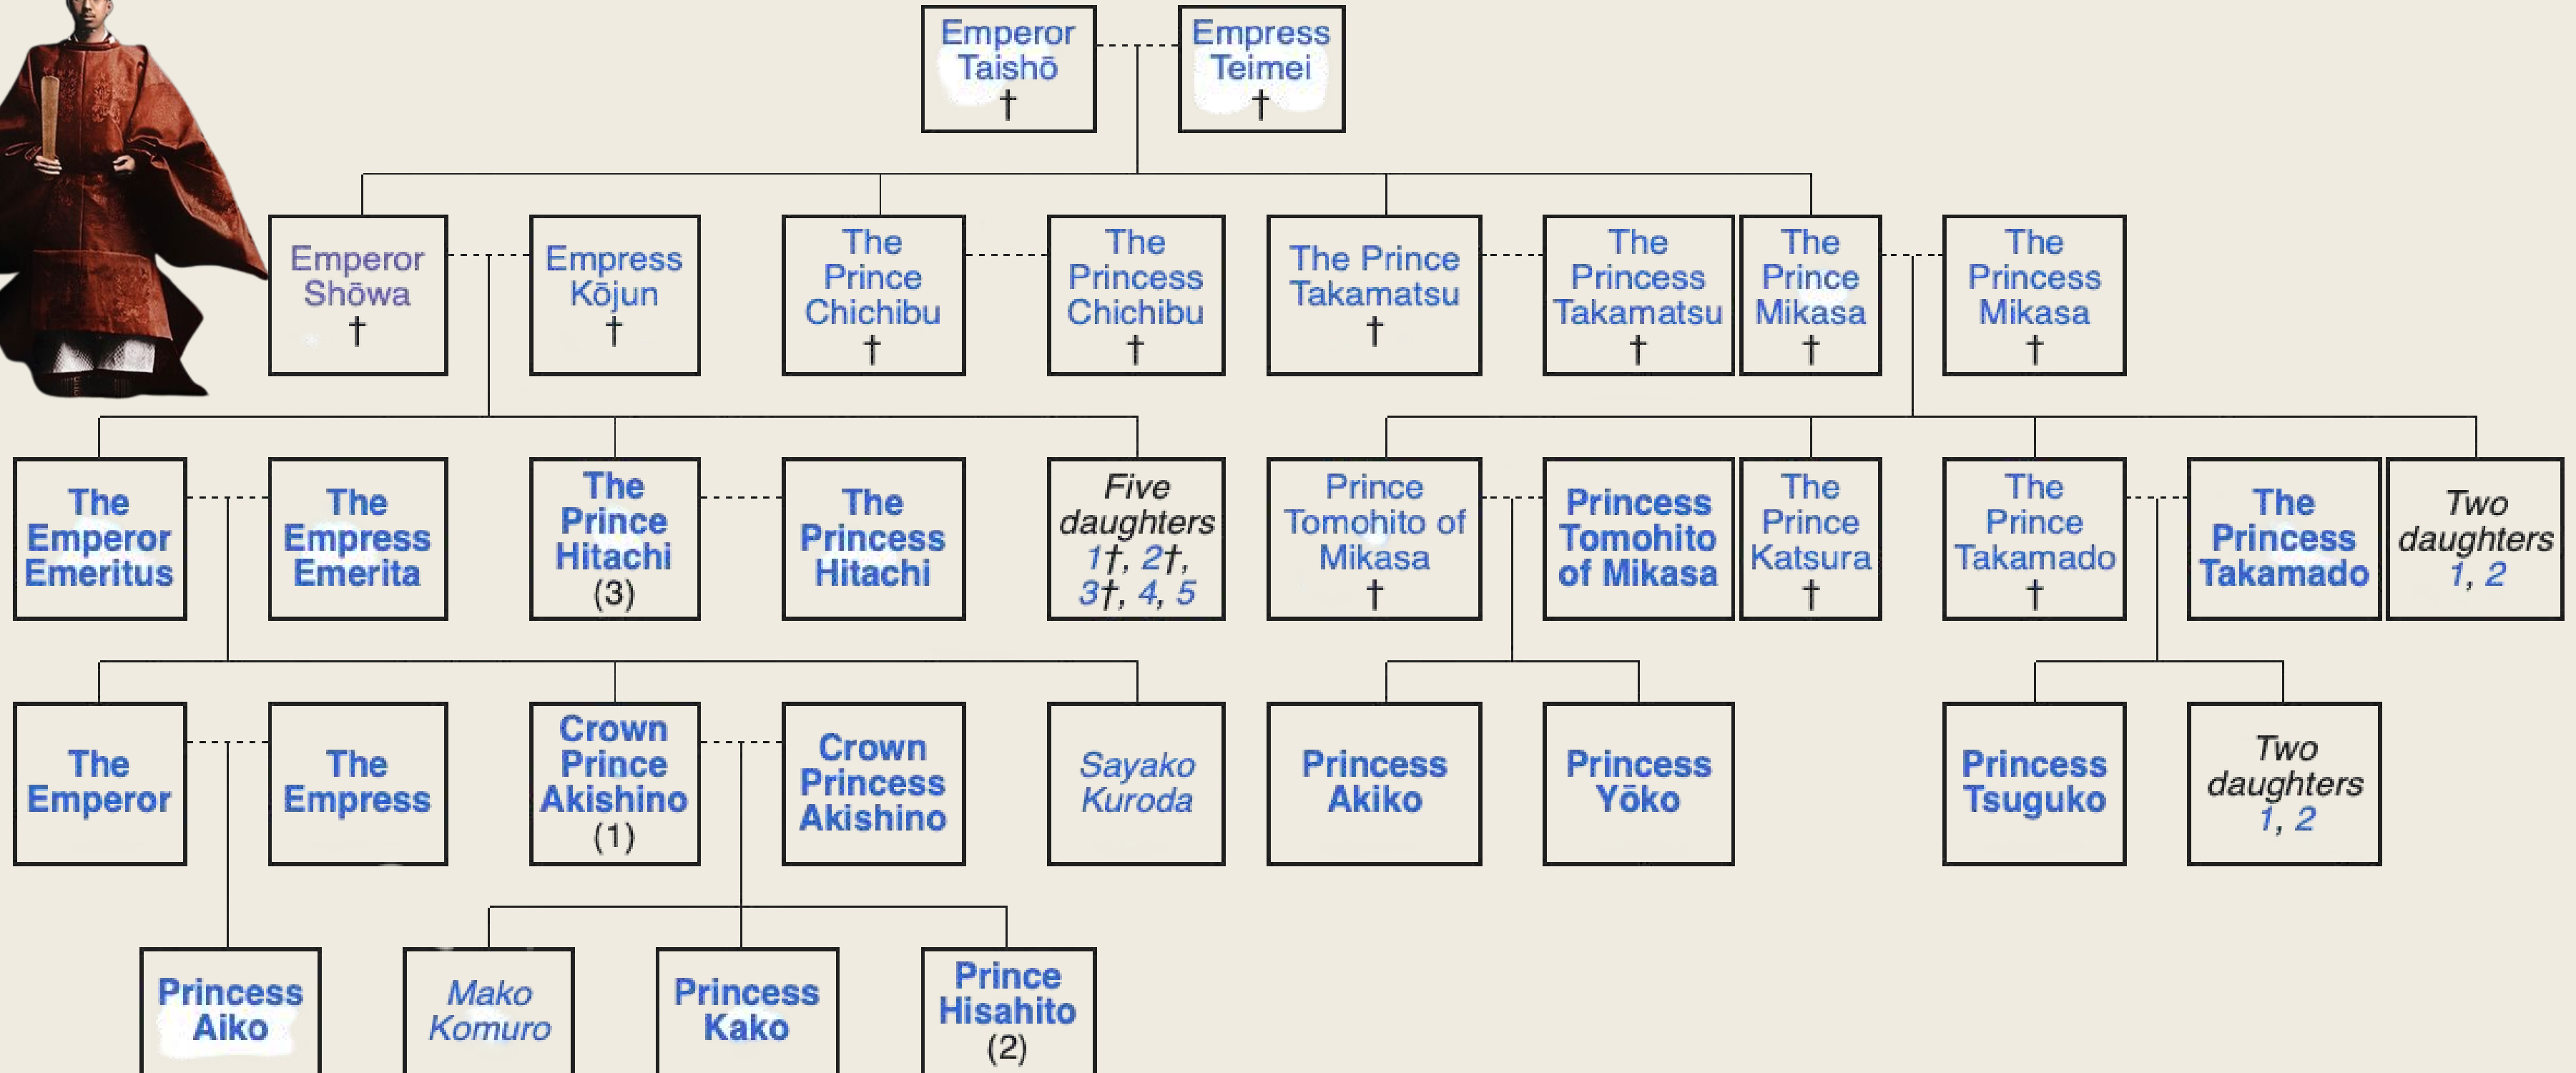 Emperor
Taishō
†
Empress
Teimei
†
Emperor
Shōwa
†
Empress
Kōjun
†
The
Prince
Chichibu
†
The
Princess
Chichibu
†
The Prince
Takamatsu
†
The
Princess
Takamatsu
†
The
Prince
Mikasa
†
The
Princess
Mikasa
†
The
Emperor
Emeritus
The
Empress
Emerita
The
Prince
Hitachi
(3)
The
Princess
Hitachi
Five
daughters
1†, 2†,
3†, 4, 5
Prince
Tomohito of
Mikasa
†
Princess
Tomohito
of Mikasa
The
Prince
Katsura
†
The
Prince
Takamado
†
The
Princess
Takamado
Two
daughters
1, 2
The
Emperor
The
Empress
Crown
Prince
Akishino
(1)
Crown
Princess
Akishino
Sayako
Kuroda
Princess
Akiko
Princess
Yōko
Princess
Tsuguko
Two
daughters
1, 2
Princess
Aiko
Mako
Komuro
Princess
Kako
Prince
Hisahito
(2)